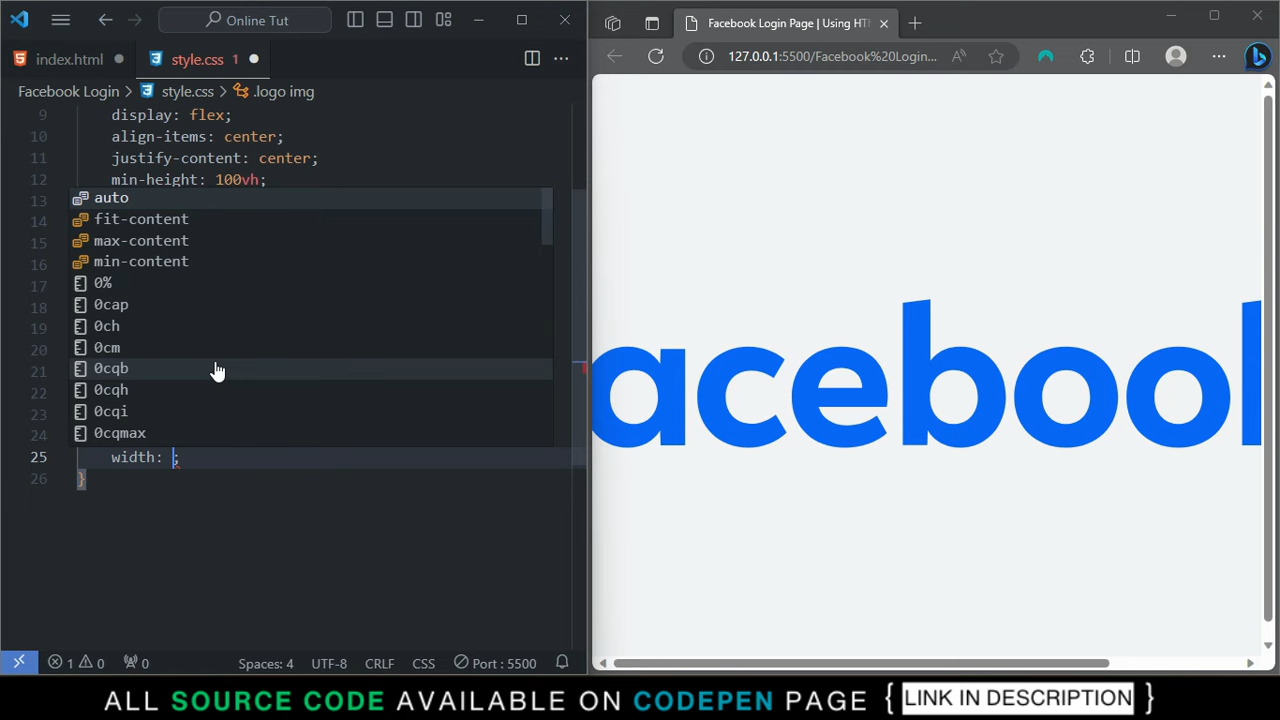 Online Tut
index.html
style.css 1
Facebook Login > style.css > .logo img
9 display: flex;
10 align-items: center;
11 justify-content: center;
12 min-height: 100vh;
13 auto
14 fit-content
15 max-content
16 min-content
17 0%
18 0cap
19 0ch
20 0cm
21 0cqb
22 0cqh
23 0cqi
24 0cqmax
25 width: ;
26 }
1 0 0
Spaces: 4 UTF-8 CRLF CSS Port : 5500
Facebook Login Page | Using HT
127.0.0.1:5500/Facebook%20Login...
acebool
ALL SOURCE CODE AVAILABLE ON CODEPEN PAGE { LINK IN DESCRIPTION }